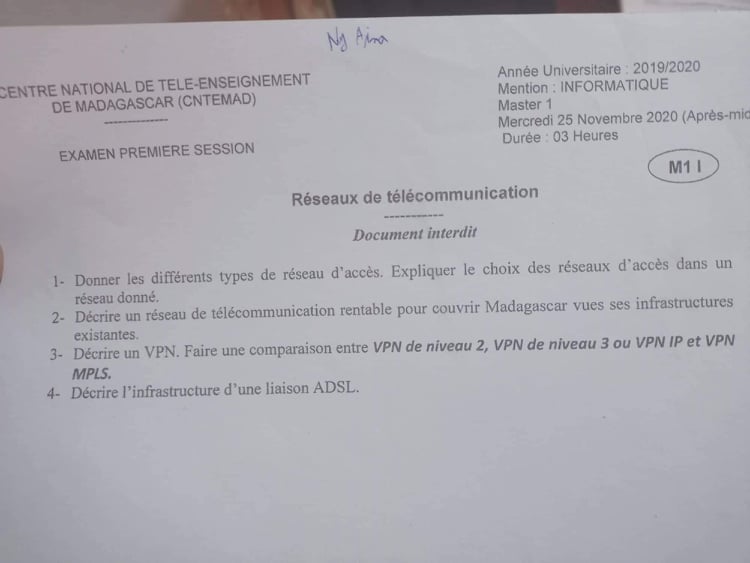 Ny Aina
CENTRE NATIONAL DE TELE-ENSEIGNEMENT
DE MADAGASCAR (CNTEMAD)
--------------
EXAMEN PREMIERE SESSION
Année Universitaire : 2019/2020
Mention : INFORMATIQUE
Master 1
Mercredi 25 Novembre 2020 (Après-mid
Durée : 03 Heures
M1 I
Réseaux de télécommunication
-----------
Document interdit
1- Donner les différents types de réseau d'accès. Expliquer le choix des réseaux d'accès dans un
réseau donné.
2- Décrire un réseau de télécommunication rentable pour couvrir Madagascar vues ses infrastructures
existantes.
3- Décrire un VPN. Faire une comparaison entre VPN de niveau 2, VPN de niveau 3 ou VPN IP et VPN
MPLS.
4- Décrire l'infrastructure d'une liaison ADSL.